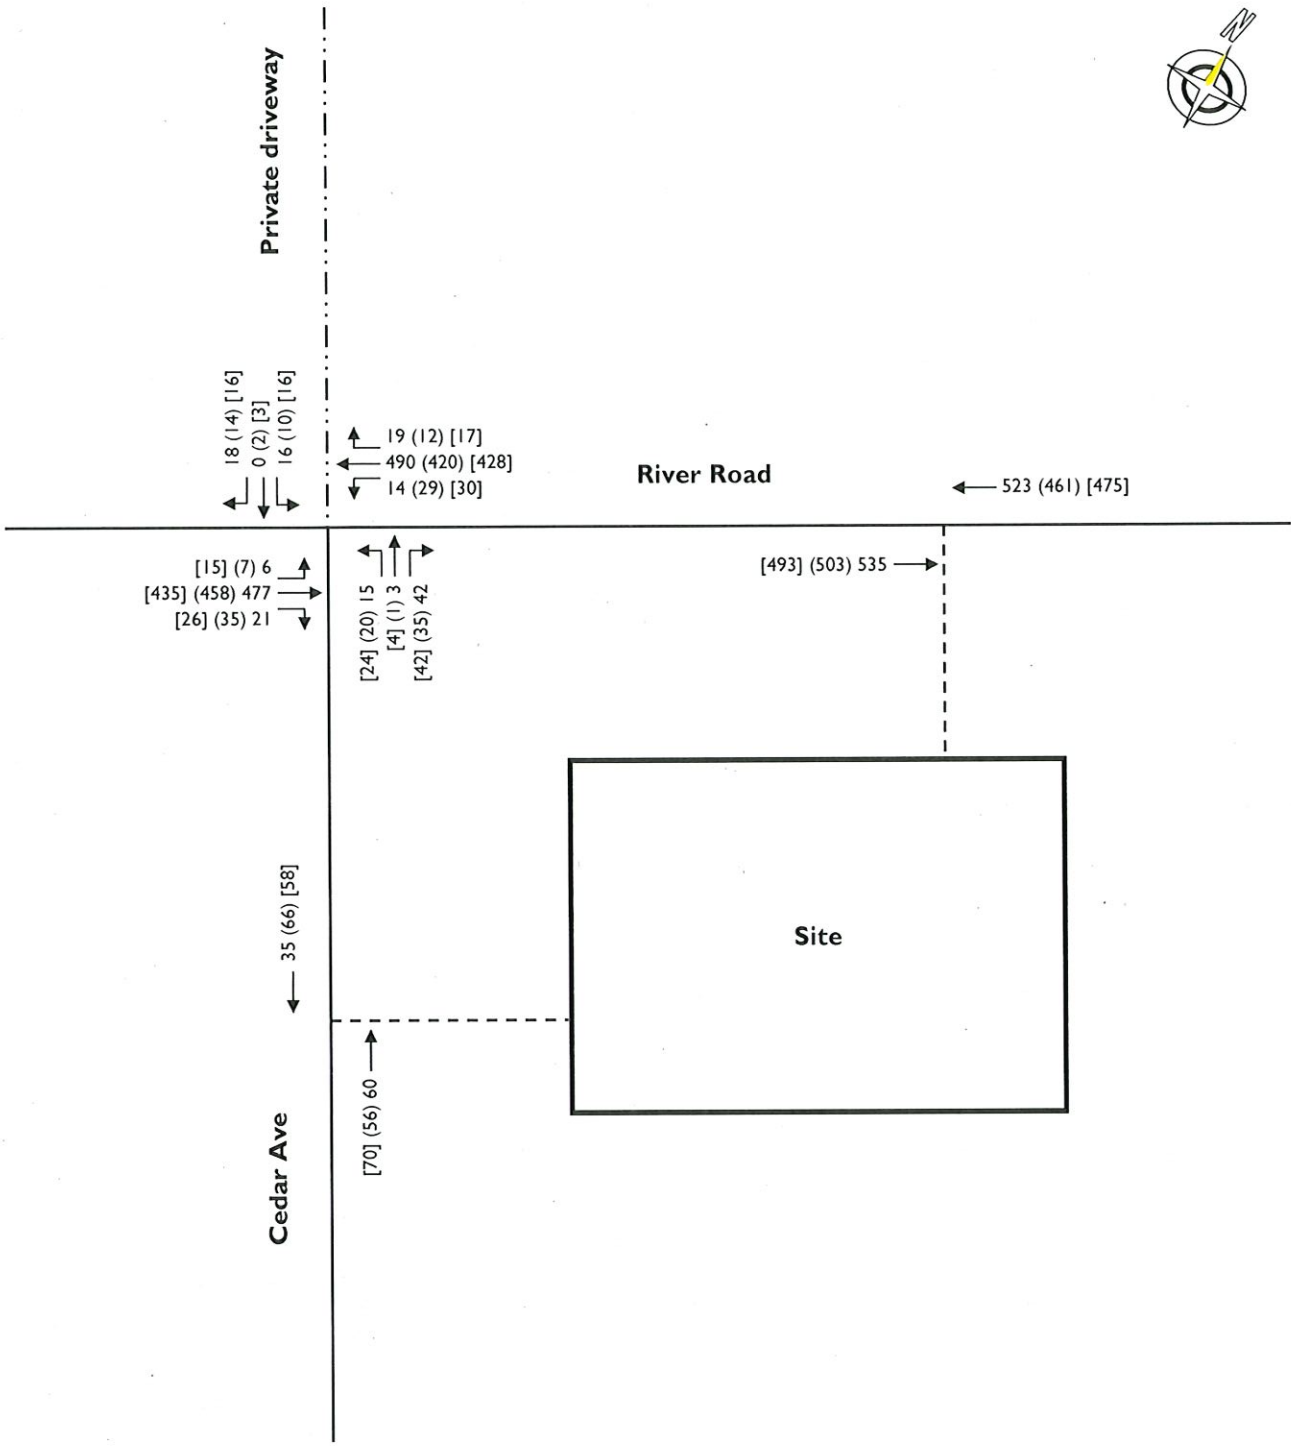 N
Private driveway
18 (14) [16]
0 (2) [3]
16 (10) [16]
19 (12) [17]
490 (420) [428]
14 (29) [30]
River Road
523 (461) [475]
[15] (7) 6
[435] (458) 477
[26] (35) 21
[24] (20) 15
[4] (1) 3
[42] (35) 42
[493] (503) 535
35 (66) [58]
Site
[70] (56) 60
Cedar Ave